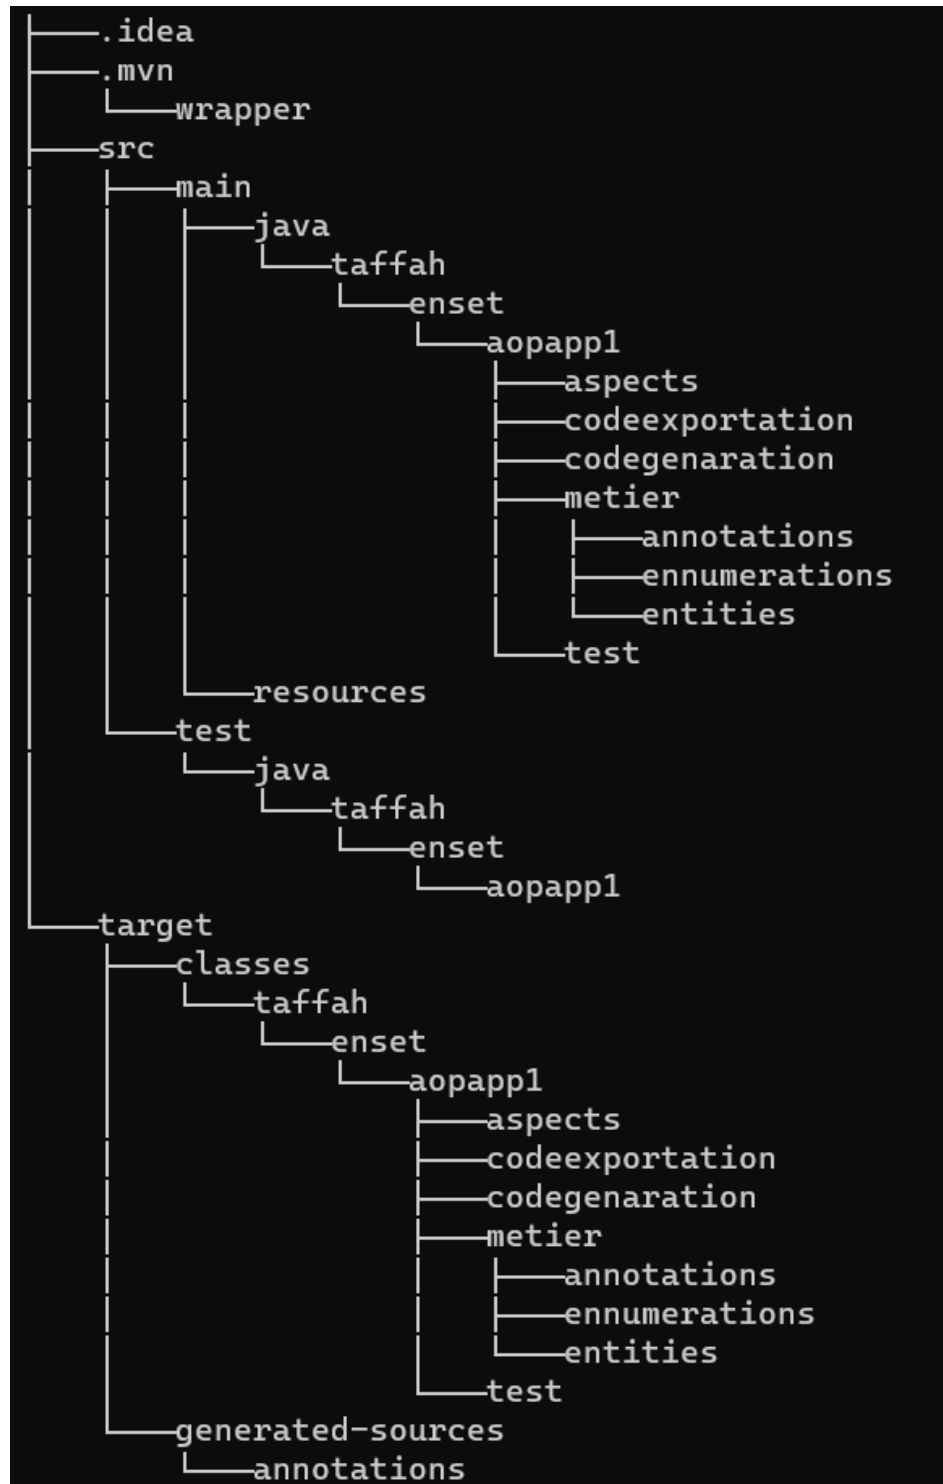 .idea
.mvn
wrapper
src
main
java
taffah
enset
aopapp1
aspects
codeexportation
codegenaration
metier
annotations
ennumerations
entities
test
resources
test
java
taffah
enset
aopapp1
target
classes
taffah
enset
aopapp1
aspects
codeexportation
codegenaration
metier
annotations
ennumerations
entities
test
generated-sources
annotations